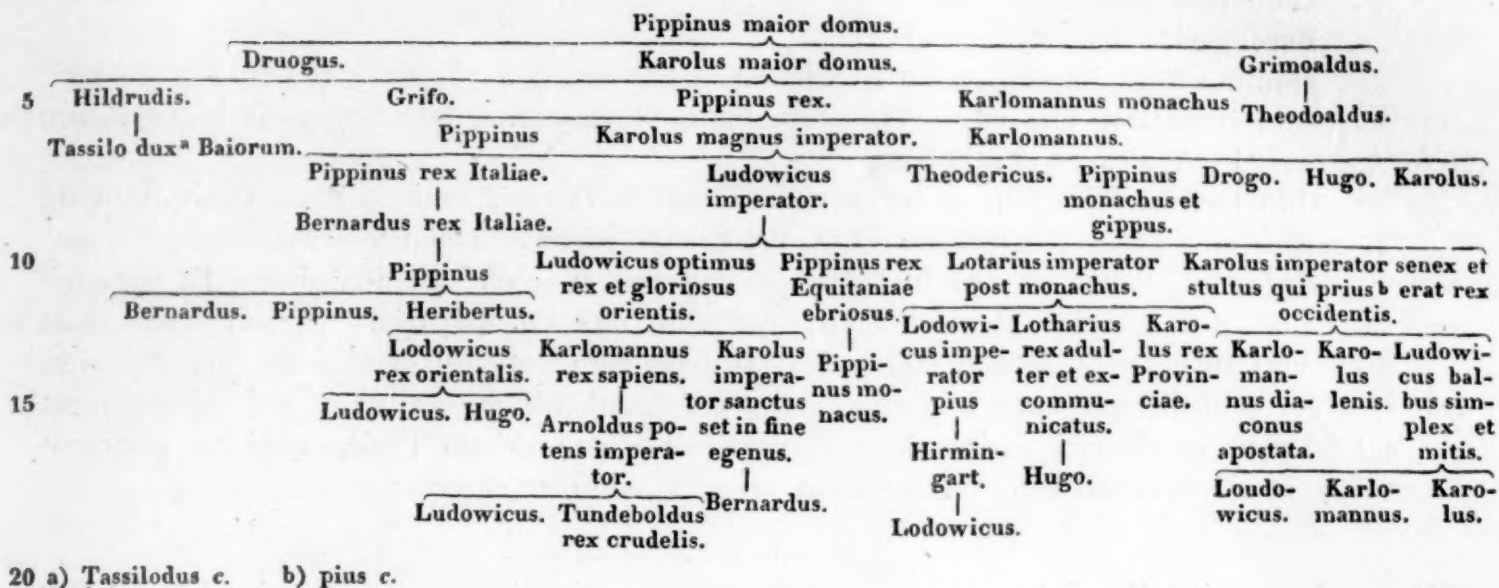 Pippinus maior domus.
Druogus. Karolus maior domus. Grimoaldus.
5 Hildrudis. Grifo. Pippinus rex. Karlomannus monachus Theodoaldus.
Tassilo dux a Baiorum. Pippinus Karolus magnus imperator. Karlomannus.
Pippinus rex Italiae. Ludowicus Theodericus. Pippinus Drogo. Hugo. Karolus.
imperator. monachus et
Bernardus rex Italiae. gippus.
10 Ludowicus optimus Pippinus rex Lotarius imperator Karolus imperator senex et
Pippinus rex et gloriosus Equitaniae post monachus. stultus qui prius b erat rex
Bernardus. Pippinus. Heribertus. orientis. ebriosus. Lodowi- Lotharius Karo- occidentis.
Lodowicus Karlomannus Karolus cus impe- rex adul- lus rex Karlo- Karo- Ludowi-
rex orientalis. rex sapiens. impera- Pippi- rator ter et ex- Provin- man- lus cus bal-
15 Ludowicus. Hugo. tor sanctus nus mo- pius commu- ciae. nus dia- lenis. bus sim-
Arnoldus po- set in fine nacus. nicatus. conus plex et
tens impera- egenus. Hirmin- apostata. mitis.
tor. gart. Hugo. Loudo- Karlo- Karo-
Ludowicus. Tundeboldus Bernardus. Lodowicus. wicus. mannus. lus.
rex crudelis.
20 a) Tassilodus c. b) pius c.